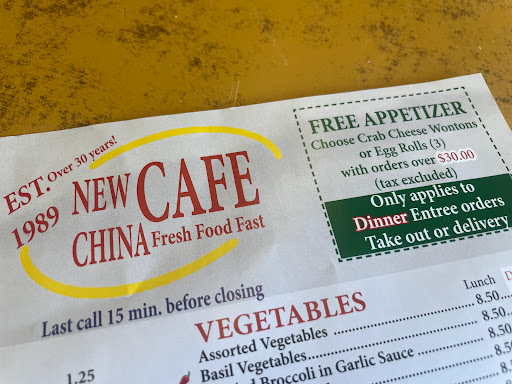 EST. Over 30 years!
1989
NEW CAFE
CHINA Fresh Food Fast
Last call 15 min. before closing
FREE APPETIZER
Choose Crab Cheese Wontons
or Egg Rolls (3)
with orders over $30.00
(tax excluded)
Only applies to
Dinner Entree orders
Take out or delivery
VEGETABLES
Lunch
Assorted Vegetables 8.50
Basil Vegetables 8.50
Broccoli in Garlic Sauce 8.50
8.50
1.25